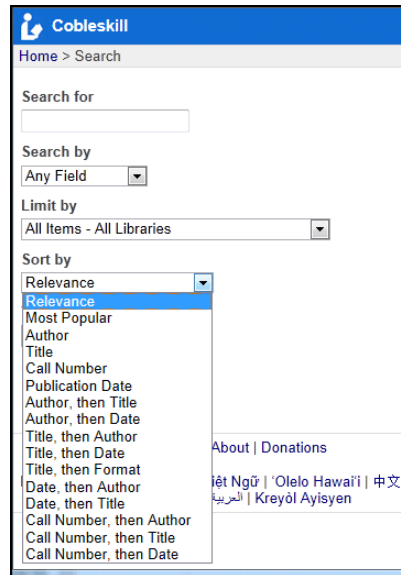 Cobleskill
Home > Search
Search for
Search by
Any Field
Limit by
All Items - All Libraries
Sort by
Relevance
Relevance
Most Popular
Author
Title
Call Number
Publication Date
Author, then Title
Author, then Date
Title, then Author
Title, then Date
Title, then Format
Date, then Author
Date, then Title
Call Number, then Author
Call Number, then Title
Call Number, then Date
About | Donations
iệt Ngữ | ‘Ōlelo Hawai‘i | 中文
العربية | Kreyòl Ayisyen